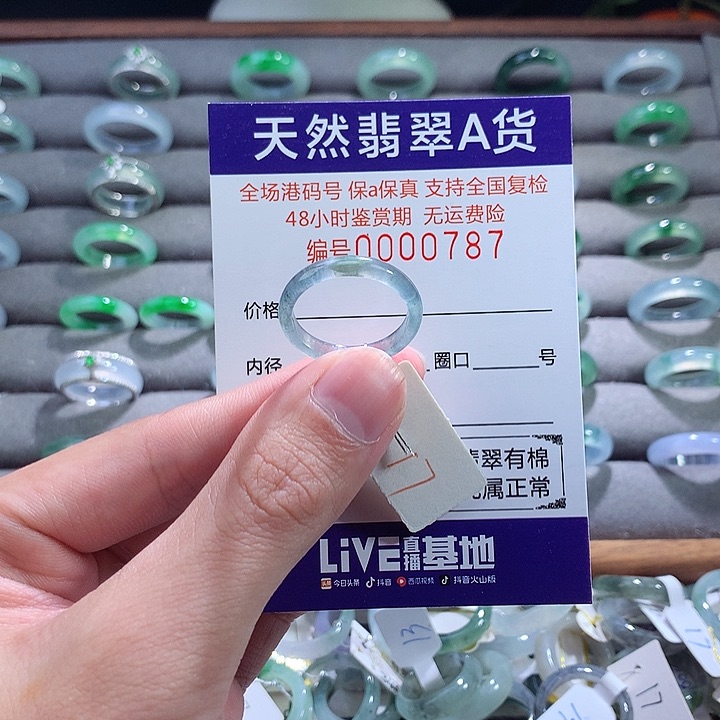 天然翡翠A货
全场港码号 保a保真 支持全国复检
48小时鉴赏期 无运费险
编号0000787
价格
内径 圈口 号
翠有棉
属正常
LiVE直播基地
今日头条 抖音 西瓜视频 抖音火山版
13
17